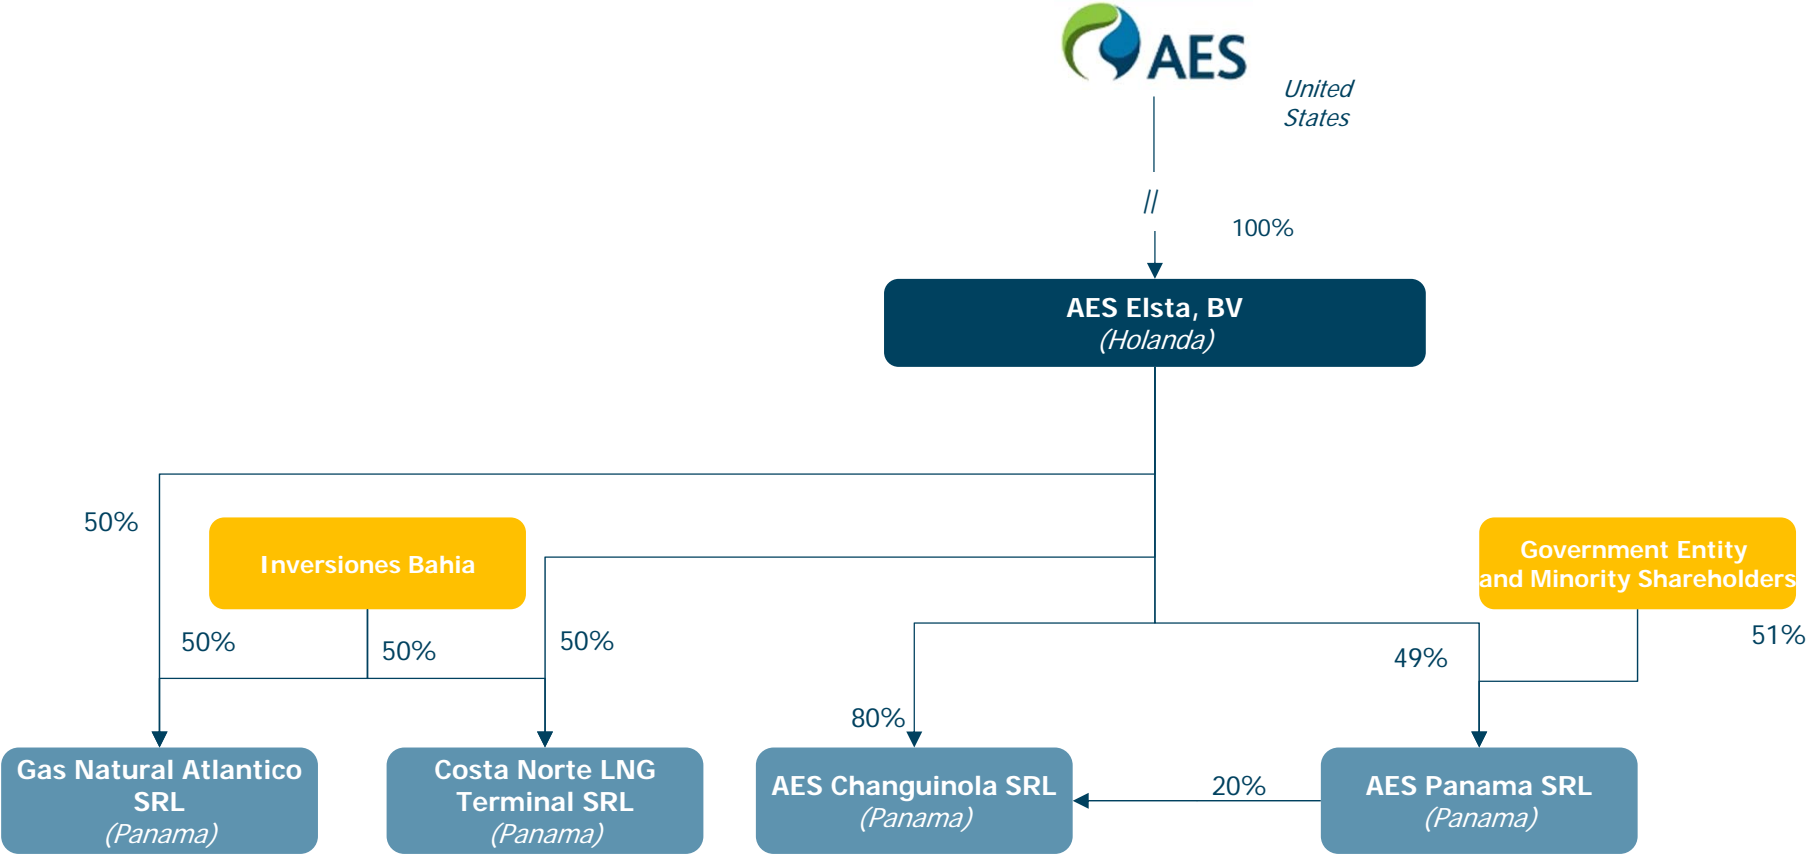 AES
United
States
//
100%
AES Elsta, BV
(Holanda)
50%
Inversiones Bahia
Government Entity
and Minority Shareholders
50%
50%
50%
49%
51%
80%
Gas Natural Atlantico
SRL
(Panama)
Costa Norte LNG
Terminal SRL
(Panama)
AES Changuinola SRL
(Panama)
20%
AES Panama SRL
(Panama)